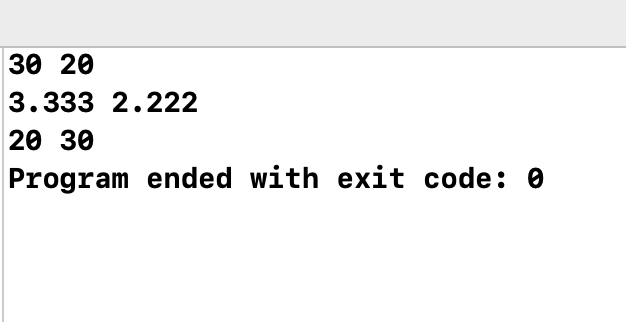 30 20
3.333 2.222
20 30
Program ended with exit code: 0